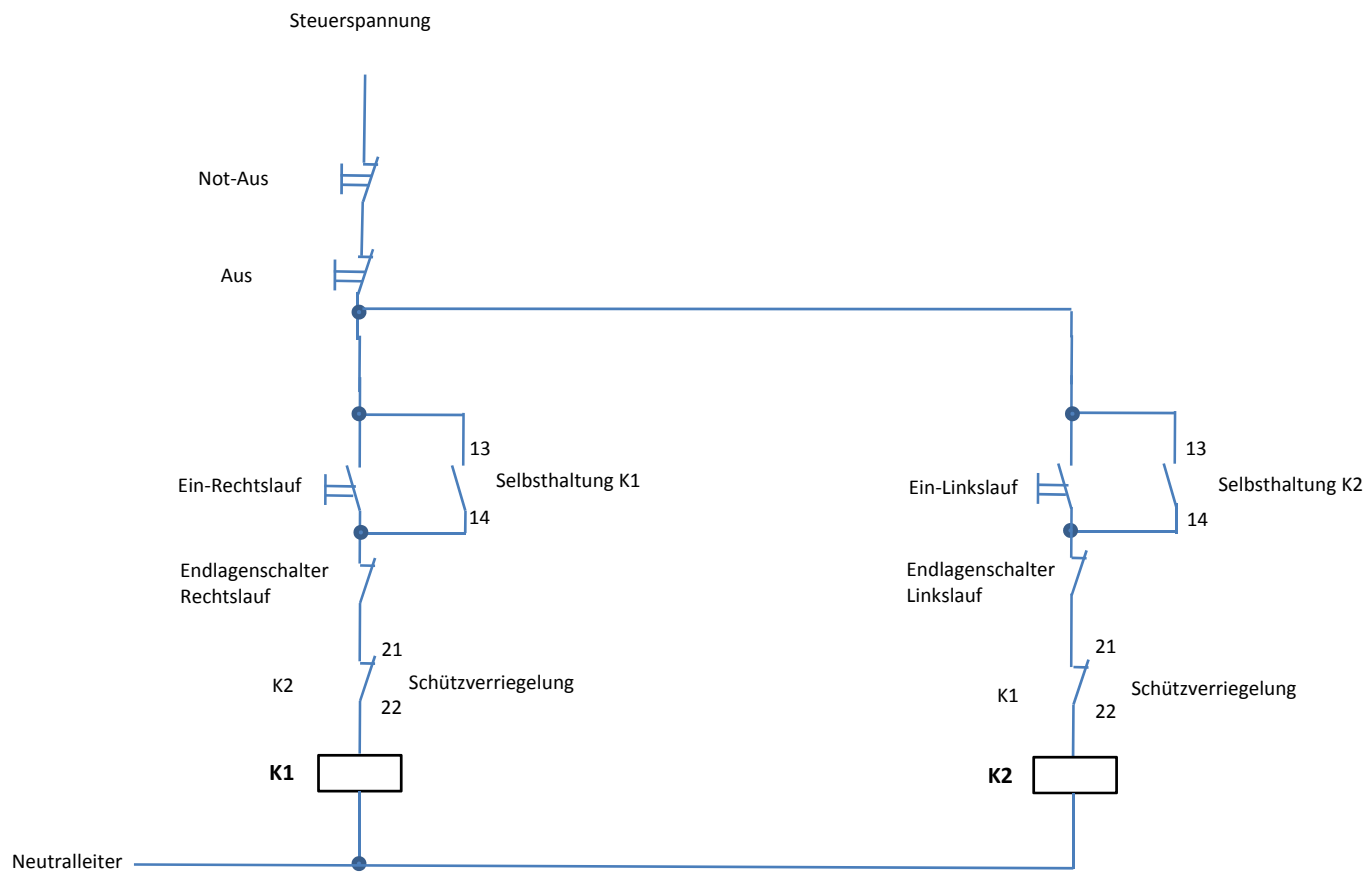 Steuerspannung
Not-Aus
Aus
13
13
Ein-Rechtslauf
Selbsthaltung K1
Ein-Linkslauf
Selbsthaltung K2
14
14
Endlagenschalter
Rechtslauf
Endlagenschalter
Linkslauf
21
21
K2
Schützverriegelung
K1
Schützverriegelung
22
22
K1
K2
Neutralleiter